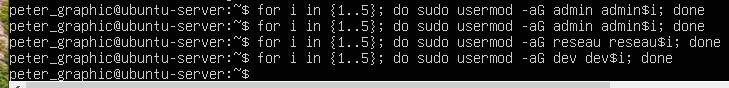 peter_graphic@ubuntu-server:~$ for i in {1..5}; do sudo usermod -aG admin admin$i; done
peter_graphic@ubuntu-server:~$ for i in {1..5}; do sudo usermod -aG admin admin$i; done
peter_graphic@ubuntu-server:~$ for i in {1..5}; do sudo usermod -aG reseau reseau$i; done
peter_graphic@ubuntu-server:~$ for i in {1..5}; do sudo usermod -aG dev dev$i; done
peter_graphic@ubuntu-server:~$